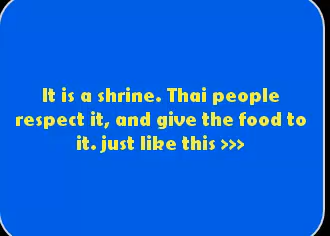 It is a shrine. Thai people
respect it, and give the food to
it. just like this >>>